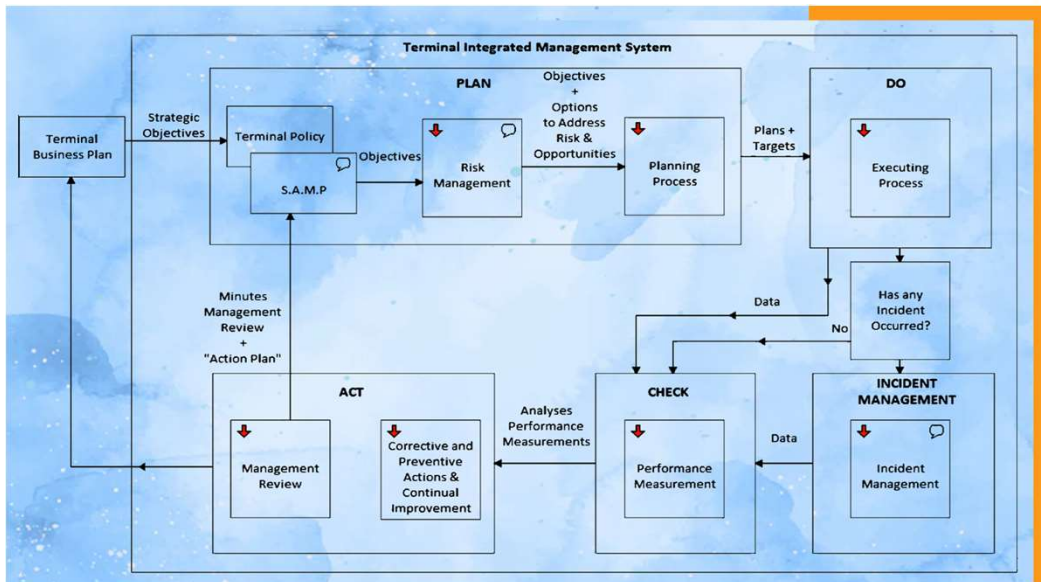 Terminal Integrated Management System
PLAN
Objectives
+
Options
to Address
Risk &
Opportunities
DO
Terminal
Business Plan
Strategic
Objectives
Terminal Policy
S.A.M.P
Objectives
Risk
Management
Planning
Process
Plans +
Targets
Executing
Process
Minutes
Management
Review
+
"Action Plan"
Data
No
Has any
Incident
Occurred?
ACT
Management
Review
Corrective and
Preventive
Actions &
Continual
Improvement
Analyses
Performance
Measurements
CHECK
Performance
Measurement
Data
INCIDENT
MANAGEMENT
Incident
Management